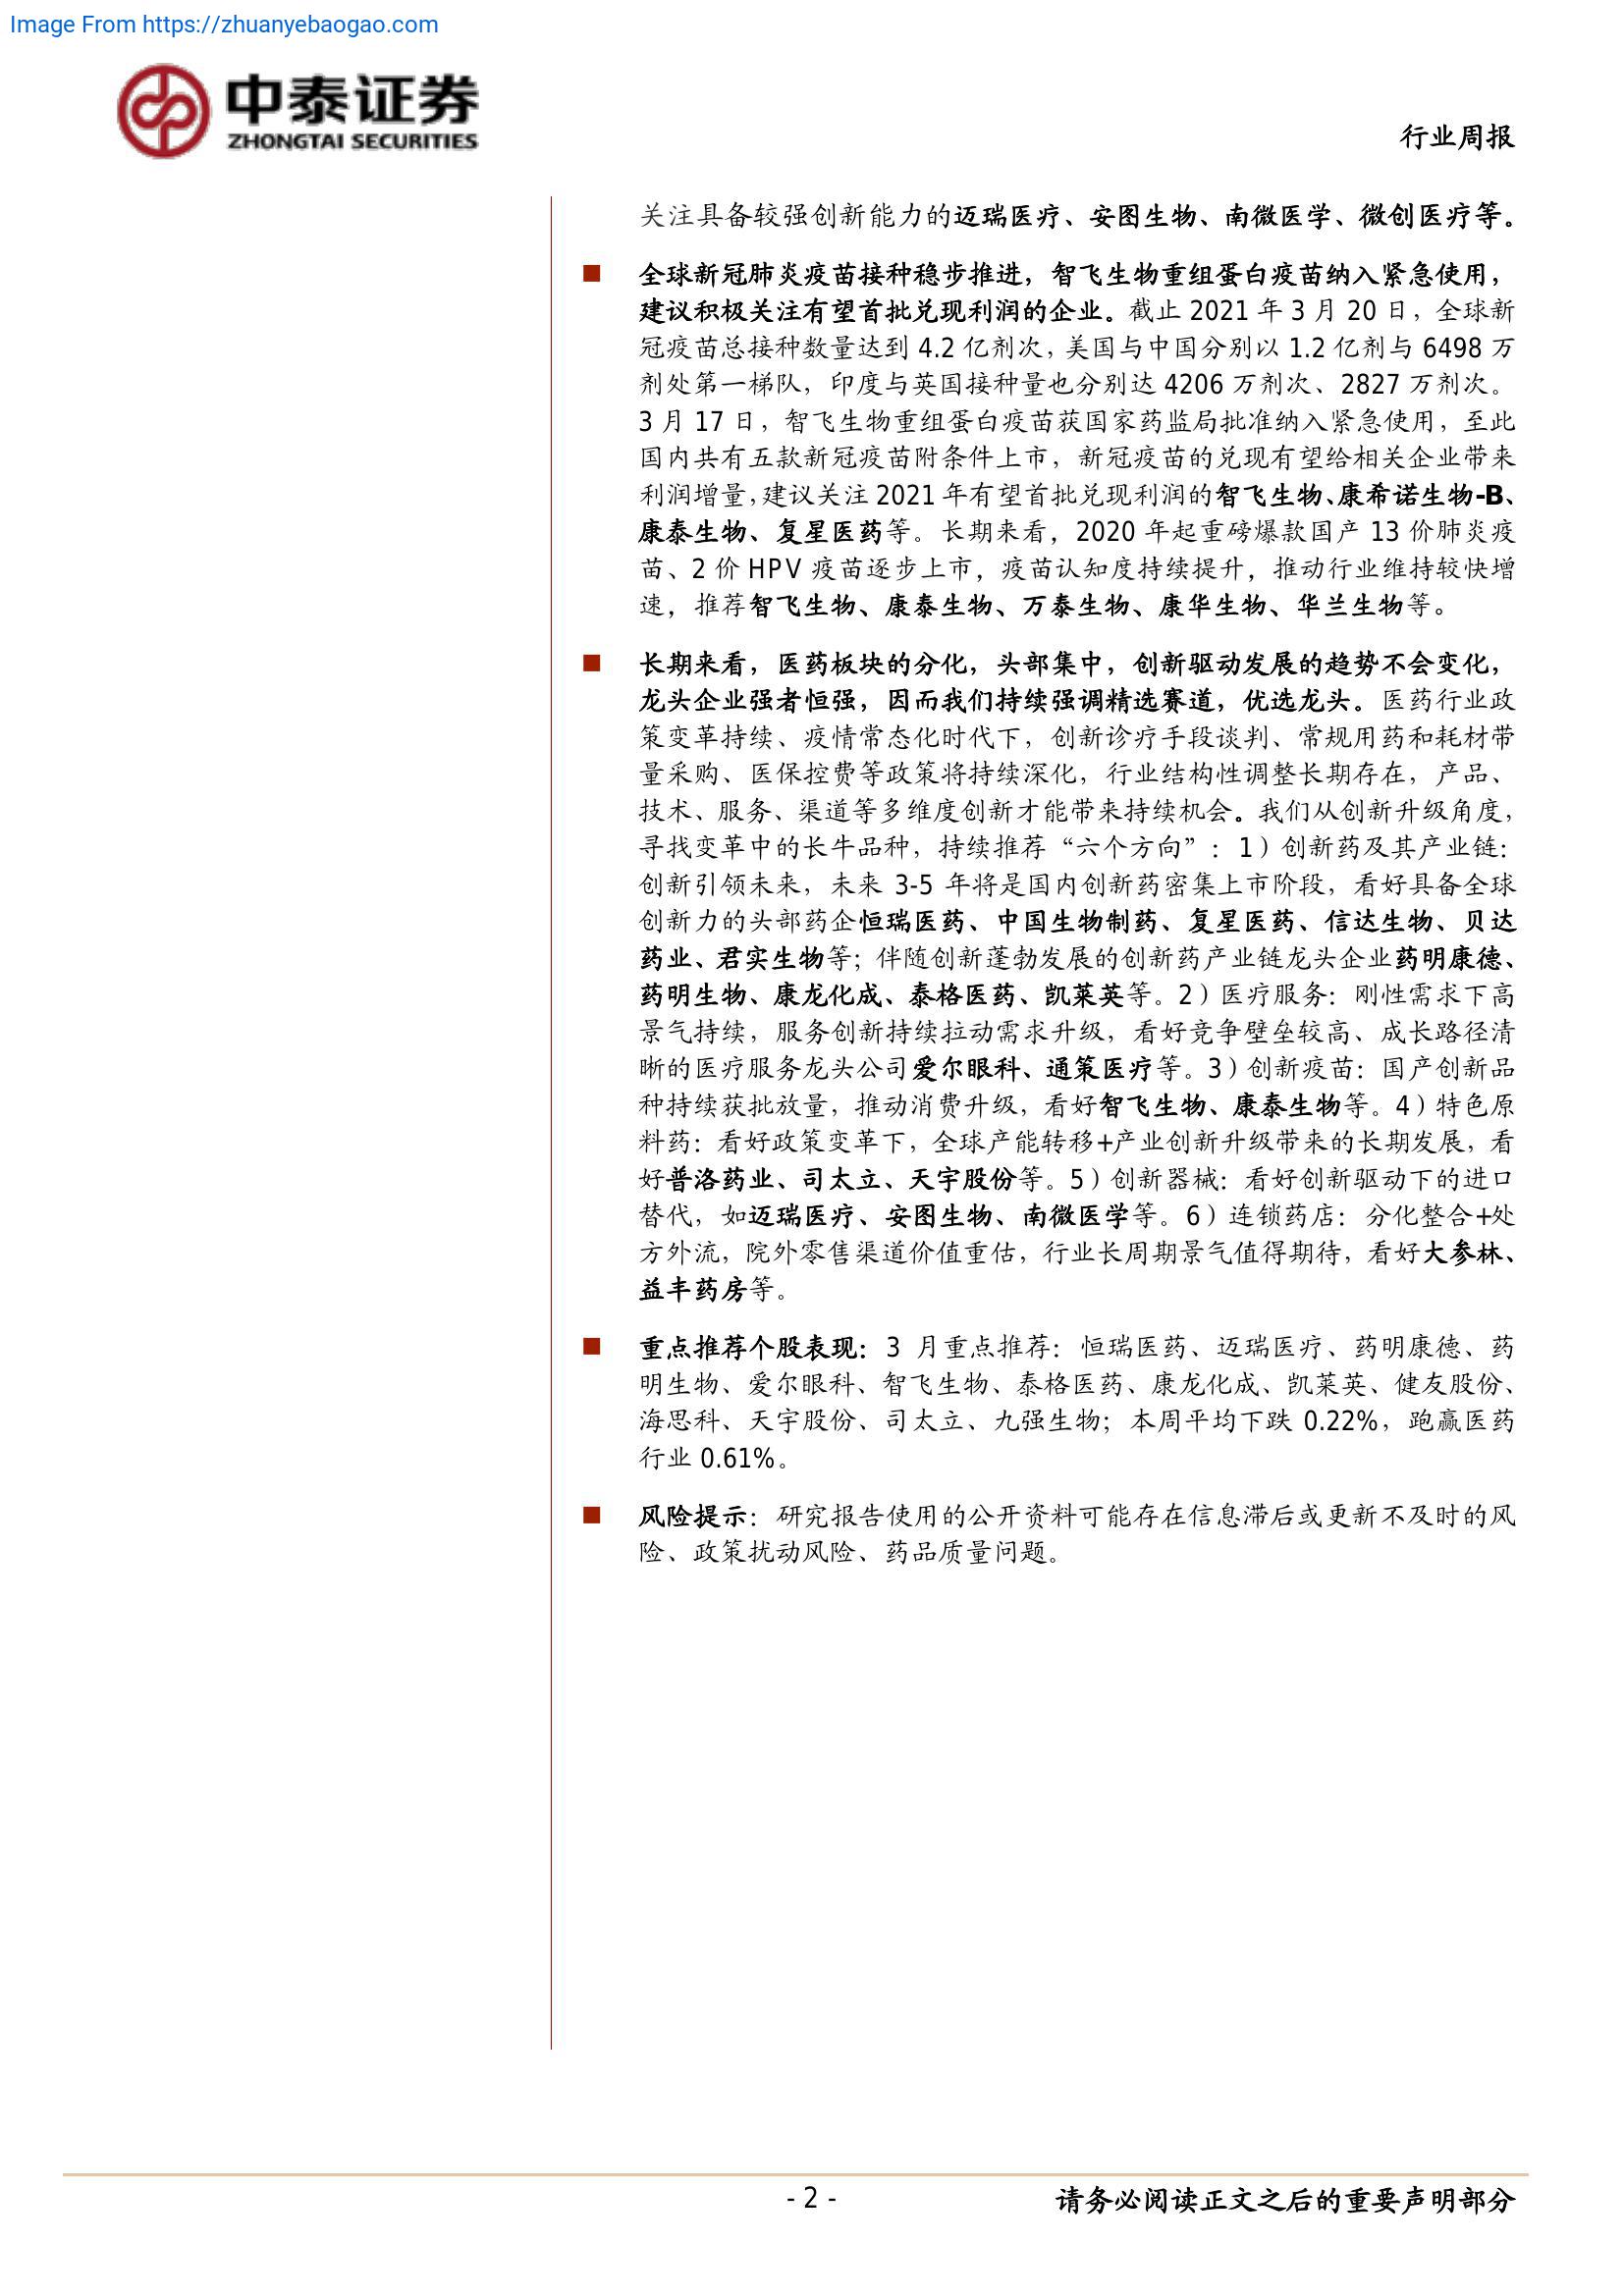 Image From https://zhuanyebaogao.com
中泰证券
ZHONGTAI SECURITIES
行业周报
关注具备较强创新能力的迈瑞医疗、安图生物、南微医学、微创医疗等。
■ 全球新冠肺炎疫苗接种稳步推进，智飞生物重组蛋白疫苗纳入紧急使用，
建议积极关注有望首批兑现利润的企业。截止 2021 年 3 月 20 日，全球新
冠疫苗总接种数量达到 4.2 亿剂次，美国与中国分别以 1.2 亿剂与 6498 万
剂处第一梯队，印度与英国接种量也分别达 4206 万剂次、2827 万剂次。
3 月 17 日，智飞生物重组蛋白疫苗获国家药监局批准纳入紧急使用，至此
国内共有五款新冠疫苗附条件上市，新冠疫苗的兑现有望给相关企业带来
利润增量，建议关注 2021 年有望首批兑现利润的智飞生物、康希诺生物-B、
康泰生物、复星医药等。长期来看，2020 年起重磅爆款国产 13 价肺炎疫
苗、2 价 HPV 疫苗逐步上市，疫苗认知度持续提升，推动行业维持较快增
速，推荐智飞生物、康泰生物、万泰生物、康华生物、华兰生物等。
■ 长期来看，医药板块的分化，头部集中，创新驱动发展的趋势不会变化，
龙头企业强者恒强，因而我们持续强调精选赛道，优选龙头。医药行业政
策变革持续、疫情常态化时代下，创新诊疗手段谈判、常规用药和耗材带
量采购、医保控费等政策将持续深化，行业结构性调整长期存在，产品、
技术、服务、渠道等多维度创新才能带来持续机会。我们从创新升级角度，
寻找变革中的长牛品种，持续推荐“六个方向”：1）创新药及其产业链：
创新引领未来，未来 3-5 年将是国内创新药密集上市阶段，看好具备全球
创新力的头部药企恒瑞医药、中国生物制药、复星医药、信达生物、贝达
药业、君实生物等；伴随创新蓬勃发展的创新药产业链龙头企业药明康德、
药明生物、康龙化成、泰格医药、凯莱英等。2）医疗服务：刚性需求下高
景气持续，服务创新持续拉动需求升级，看好竞争壁垒较高、成长路径清
晰的医疗服务龙头公司爱尔眼科、通策医疗等。3）创新疫苗：国产创新品
种持续获批放量，推动消费升级，看好智飞生物、康泰生物等。4）特色原
料药：看好政策变革下，全球产能转移+产业创新升级带来的长期发展，看
好普洛药业、司太立、天宇股份等。5）创新器械：看好创新驱动下的进口
替代，如迈瑞医疗、安图生物、南微医学等。6）连锁药店：分化整合+处
方外流，院外零售渠道价值重估，行业长周期景气值得期待，看好大参林、
益丰药房等。
■ 重点推荐个股表现：3 月重点推荐：恒瑞医药、迈瑞医疗、药明康德、药
明生物、爱尔眼科、智飞生物、泰格医药、康龙化成、凯莱英、健友股份、
海思科、天宇股份、司太立、九强生物；本周平均下跌 0.22%，跑赢医药
行业 0.61%。
■ 风险提示：研究报告使用的公开资料可能存在信息滞后或更新不及时的风
险、政策扰动风险、药品质量问题。
- 2 -
请务必阅读正文之后的重要声明部分